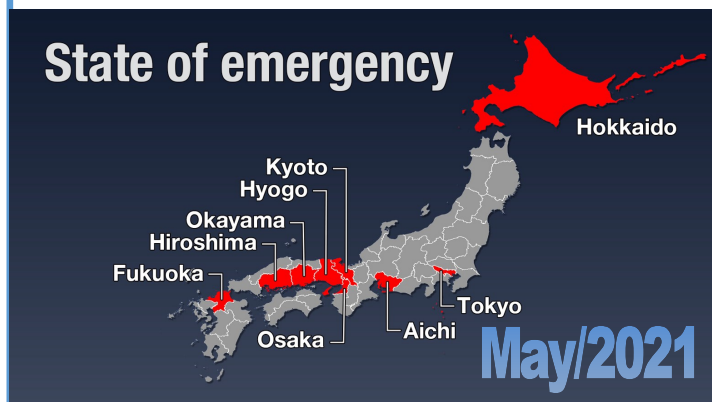 State of emergency
Hokkaido
Kyoto
Hyogo
Okayama
Hiroshima
Fukuoka
Tokyo
Aichi
Osaka
May/2021